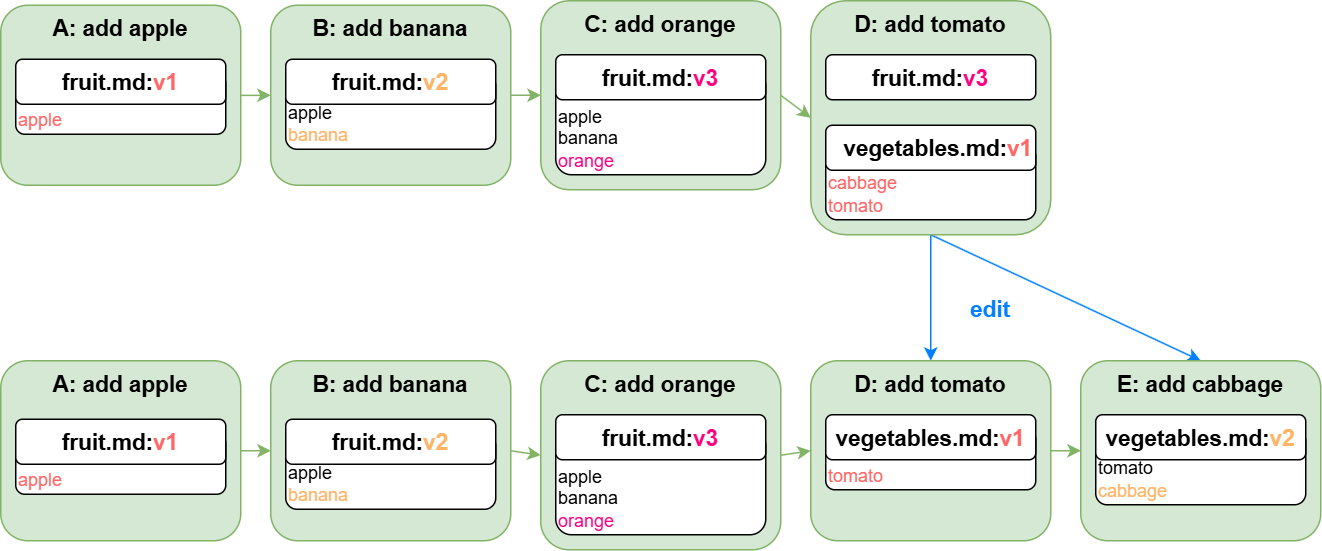 A: add apple
fruit.md:v1
apple
B: add banana
fruit.md:v2
apple
banana
C: add orange
fruit.md:v3
apple
banana
orange
D: add tomato
fruit.md:v3
vegetables.md:v1
cabbage
tomato
edit
A: add apple
fruit.md:v1
apple
B: add banana
fruit.md:v2
apple
banana
C: add orange
fruit.md:v3
apple
banana
orange
D: add tomato
vegetables.md:v1
tomato
E: add cabbage
vegetables.md:v2
tomato
cabbage